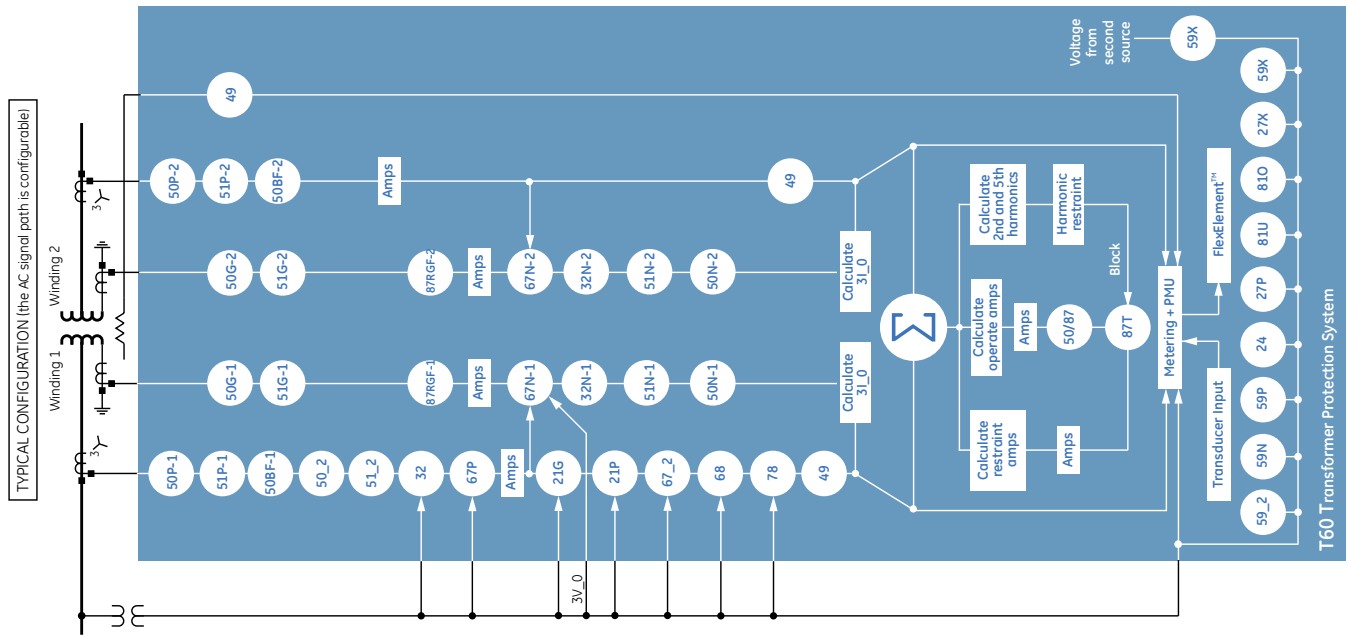 TYPICAL CONFIGURATION (the AC signal path is configurable)
Winding 1
Winding 2
3
3
50P-1
51P-1
50BF-1
50_2
51_2
32
67P
Amps
21G
21P
67_2
68
78
49
50G-1
51G-1
87RGF-1
Amps
67N-1
32N-1
51N-1
50N-1
Calculate
3I_0
50G-2
51G-2
87RGF-2
Amps
67N-2
32N-2
51N-2
50N-2
Calculate
3I_0
50P-2
51P-2
50BF-2
Amps
49
49
3V_0
Σ
Calculate
restraint
amps
Amps
Calculate
operate amps
Amps
50/87
87T
Calculate
2nd and 5th
harmonics
Harmonic
restraint
Block
Metering + PMU
Transducer Input
FlexElement™
Voltage
from
second
source
59X
59_2
59N
59P
24
27P
81U
81O
27X
59X
T60 Transformer Protection System